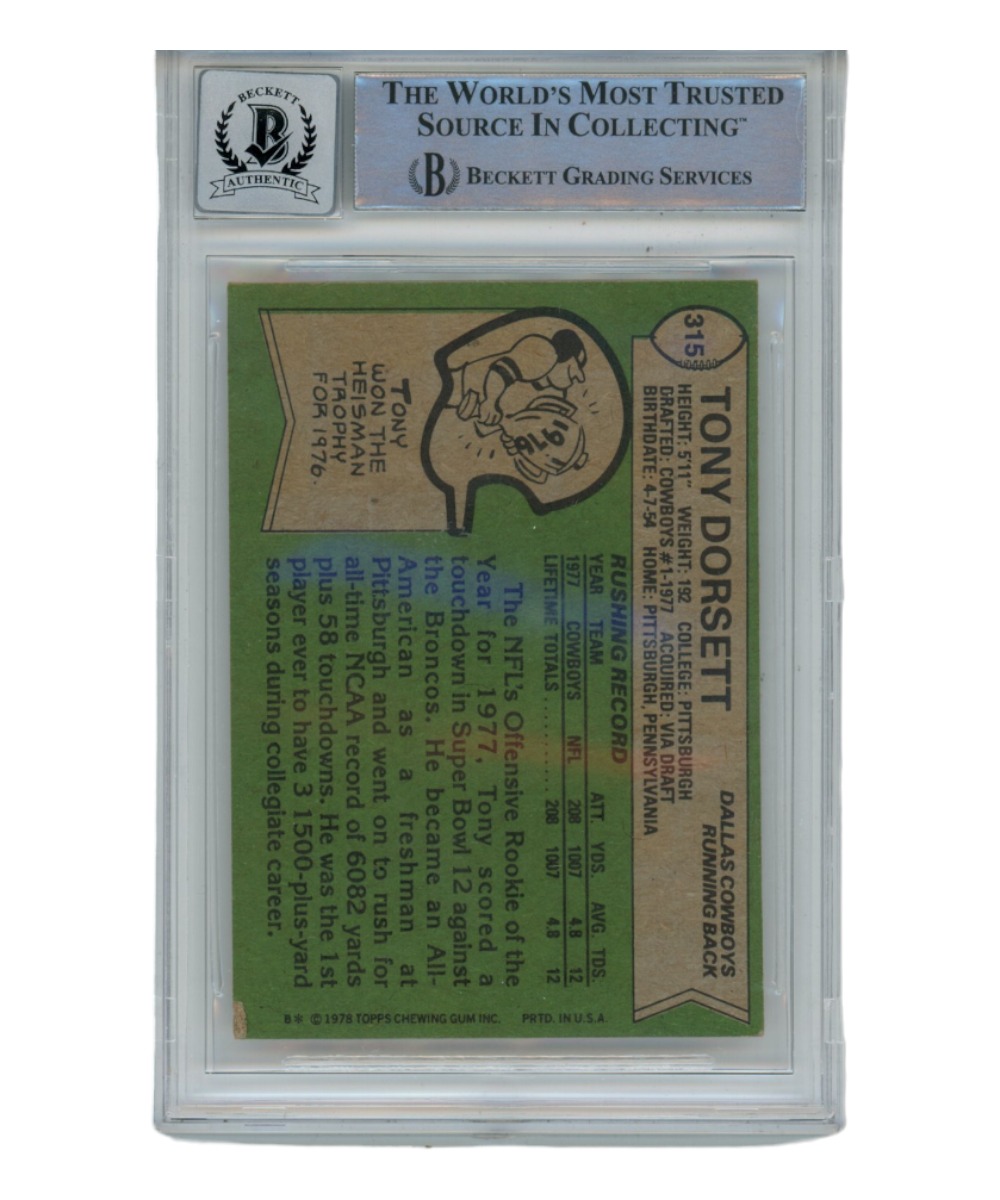 BECKETT
B
AUTHENTIC
THE WORLD'S MOST TRUSTED
SOURCE IN COLLECTING™
B BECKETT GRADING SERVICES
315
TONY DORSETT
DALLAS COWBOYS
RUNNING BACK
HEIGHT: 5'11" WEIGHT: 192 COLLEGE: PITTSBURGH
DRAFTED: COWBOYS #1-1977 ACQUIRED: VIA DRAFT
BIRTHDATE: 4-7-54 HOME: PITTSBURGH, PENNSYLVANIA
RUSHING RECORD
YEAR TEAM ATT. YDS. AVG. TDS.
1977 COWBOYS NFL 208 1007 4.8 12
LIFETIME TOTALS .......... 208 1007 4.8 12
The NFL's Offensive Rookie of the
Year for 1977, Tony scored a
touchdown in Super Bowl 12 against
the Broncos. He became an All-
American as a freshman at
Pittsburgh and went on to rush for
all-time NCAA record of 6082 yards
plus 58 touchdowns. He was the 1st
player ever to have 3 1500-plus-yard
seasons during collegiate career.
1976
TONY
WON THE
HEISMAN
TROPHY
FOR 1976.
B* © 1978 TOPPS CHEWING GUM INC. PRTD. IN U.S.A.